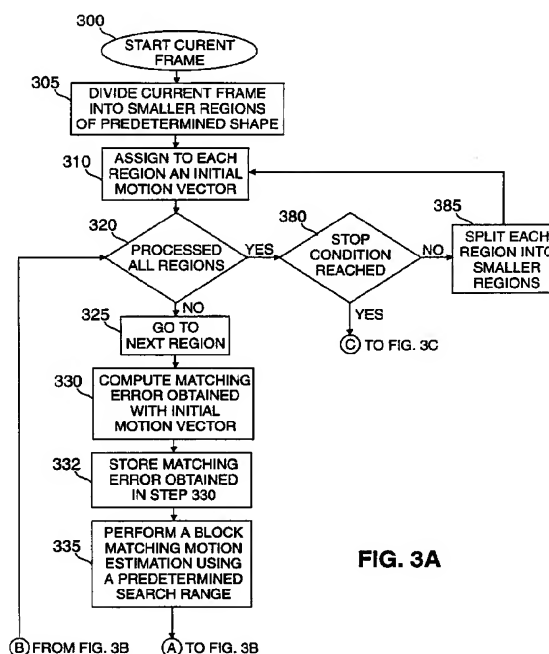 300
START CURENT
FRAME
305
DIVIDE CURRENT FRAME
INTO SMALLER REGIONS
OF PREDETERMINED SHAPE
310
ASSIGN TO EACH
REGION AN INITIAL
MOTION VECTOR
320
PROCESSED
ALL REGIONS
YES
NO
380
STOP
CONDITION
REACHED
NO
YES
385
SPLIT EACH
REGION INTO
SMALLER
REGIONS
C TO FIG. 3C
325
GO TO
NEXT REGION
330
COMPUTE MATCHING
ERROR OBTAINED
WITH INITIAL
MOTION VECTOR
332
STORE MATCHING
ERROR OBTAINED
IN STEP 330
335
PERFORM A BLOCK
MATCHING MOTION
ESTIMATION USING
A PREDETERMINED
SEARCH RANGE
FIG. 3A
B FROM FIG. 3B
A TO FIG. 3B